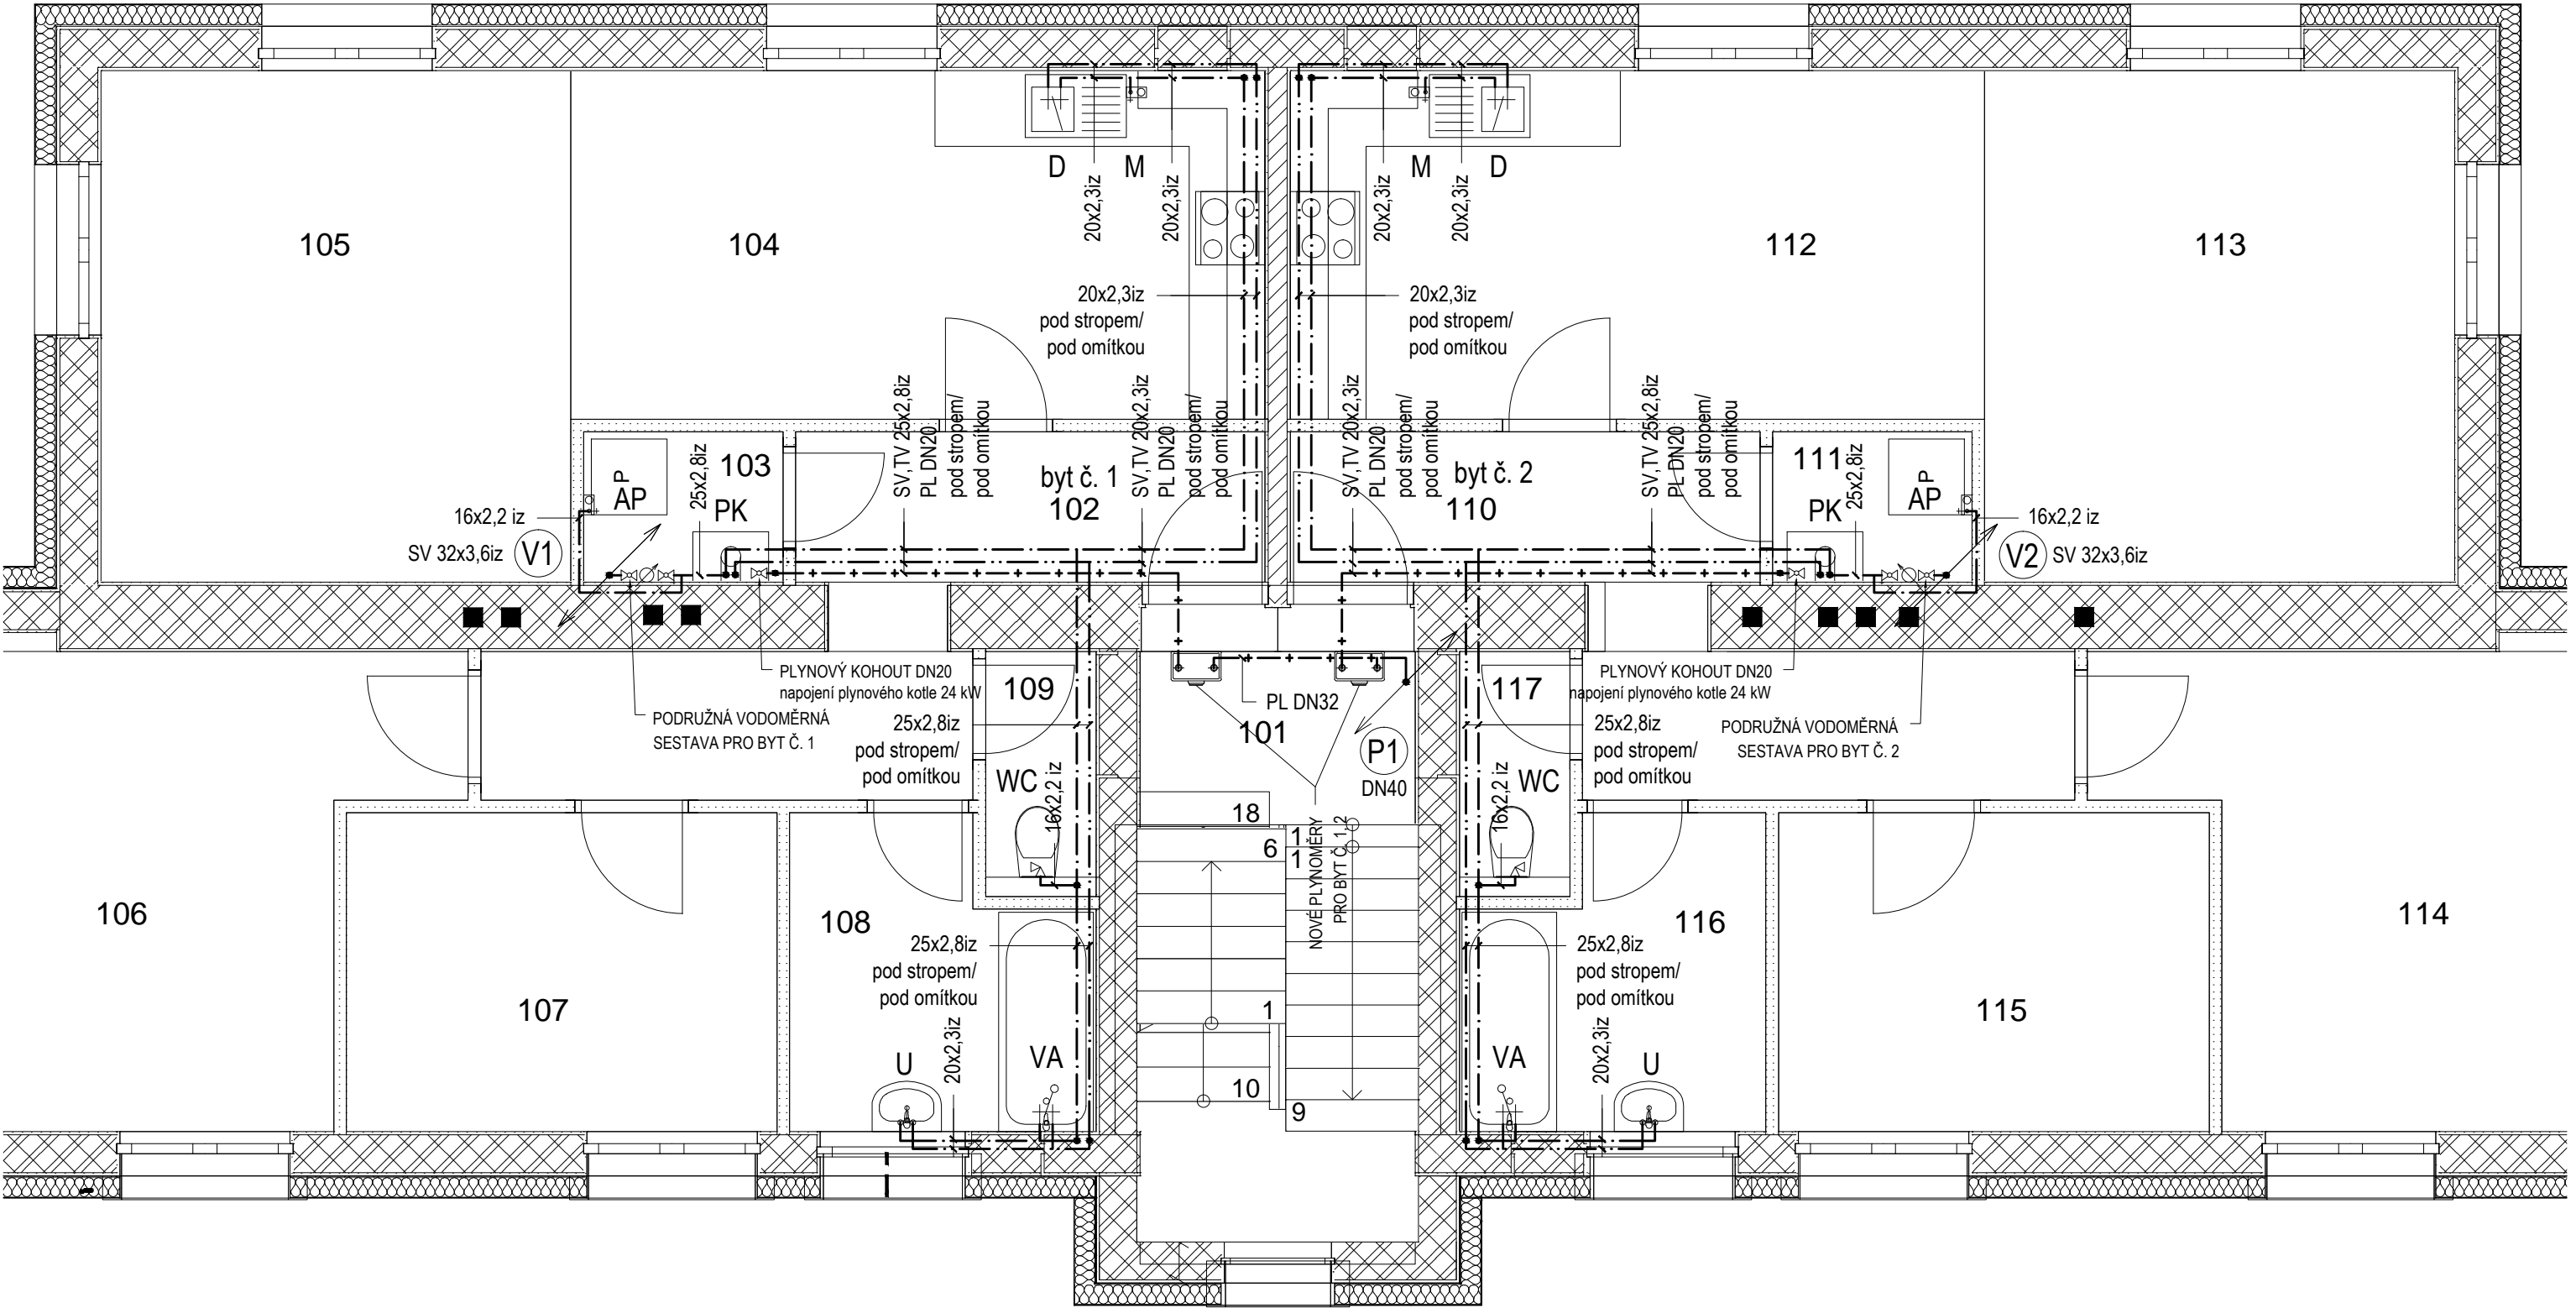 D
M
M
D
20x2,3iz
20x2,3iz
20x2,3iz
20x2,3iz
105
104
112
113
20x2,3iz
pod stropem/
pod omítkou
20x2,3iz
pod stropem/
pod omítkou
SV,TV 25x2,8iz
PL DN20
pod stropem/
pod omítkou
SV,TV 20x2,3iz
PL DN20
pod stropem/
pod omítkou
SV,TV 20x2,3iz
PL DN20
pod stropem/
pod omítkou
SV,TV 25x2,8iz
PL DN20
pod stropem/
pod omítkou
103
25x2,8iz
P
AP
PK
byt č. 1
102
byt č. 2
110
111
25x2,8iz
P
AP
PK
16x2,2 iz
V1
SV 32x3,6iz
16x2,2 iz
V2
SV 32x3,6iz
PLYNOVÝ KOHOUT DN20
napojení plynového kotle 24 kW
PODRUŽNÁ VODOMĚRNÁ
SESTAVA PRO BYT Č. 1
109
25x2,8iz
pod stropem/
pod omítkou
WC
16x2,2 iz
PL DN32
101
P1
DN40
NOVÉ PLYNOMĚRY
PRO BYT Č. 1,2
117
PLYNOVÝ KOHOUT DN20
napojení plynového kotle 24 kW
25x2,8iz
pod stropem/
pod omítkou
PODRUŽNÁ VODOMĚRNÁ
SESTAVA PRO BYT Č. 2
WC
16x2,2 iz
18
1
6
1
1
10
9
106
107
108
25x2,8iz
pod stropem/
pod omítkou
20x2,3iz
U
VA
116
25x2,8iz
pod stropem/
pod omítkou
20x2,3iz
VA
U
115
114